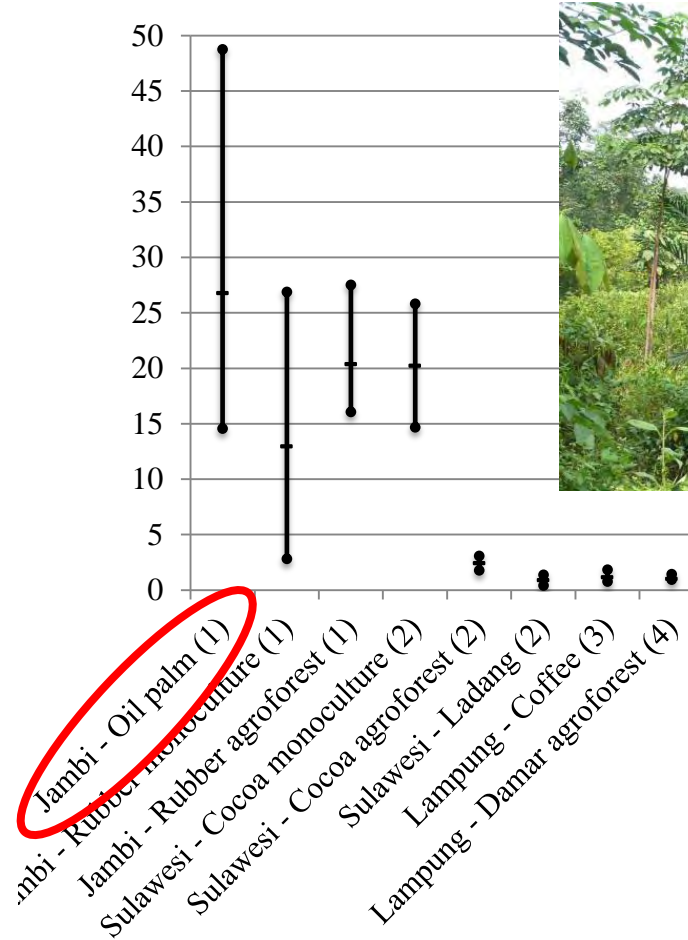 50
45
40
35
30
25
20
15
10
5
0
Jambi - Oil palm (1)
mbi - Rubber monoculture (1)
Jambi - Rubber agroforest (1)
Sulawesi - Cocoa monoculture (2)
Sulawesi - Cocoa agroforest (2)
Sulawesi - Ladang (2)
Lampung - Coffee (3)
Lampung - Damar agroforest (4)